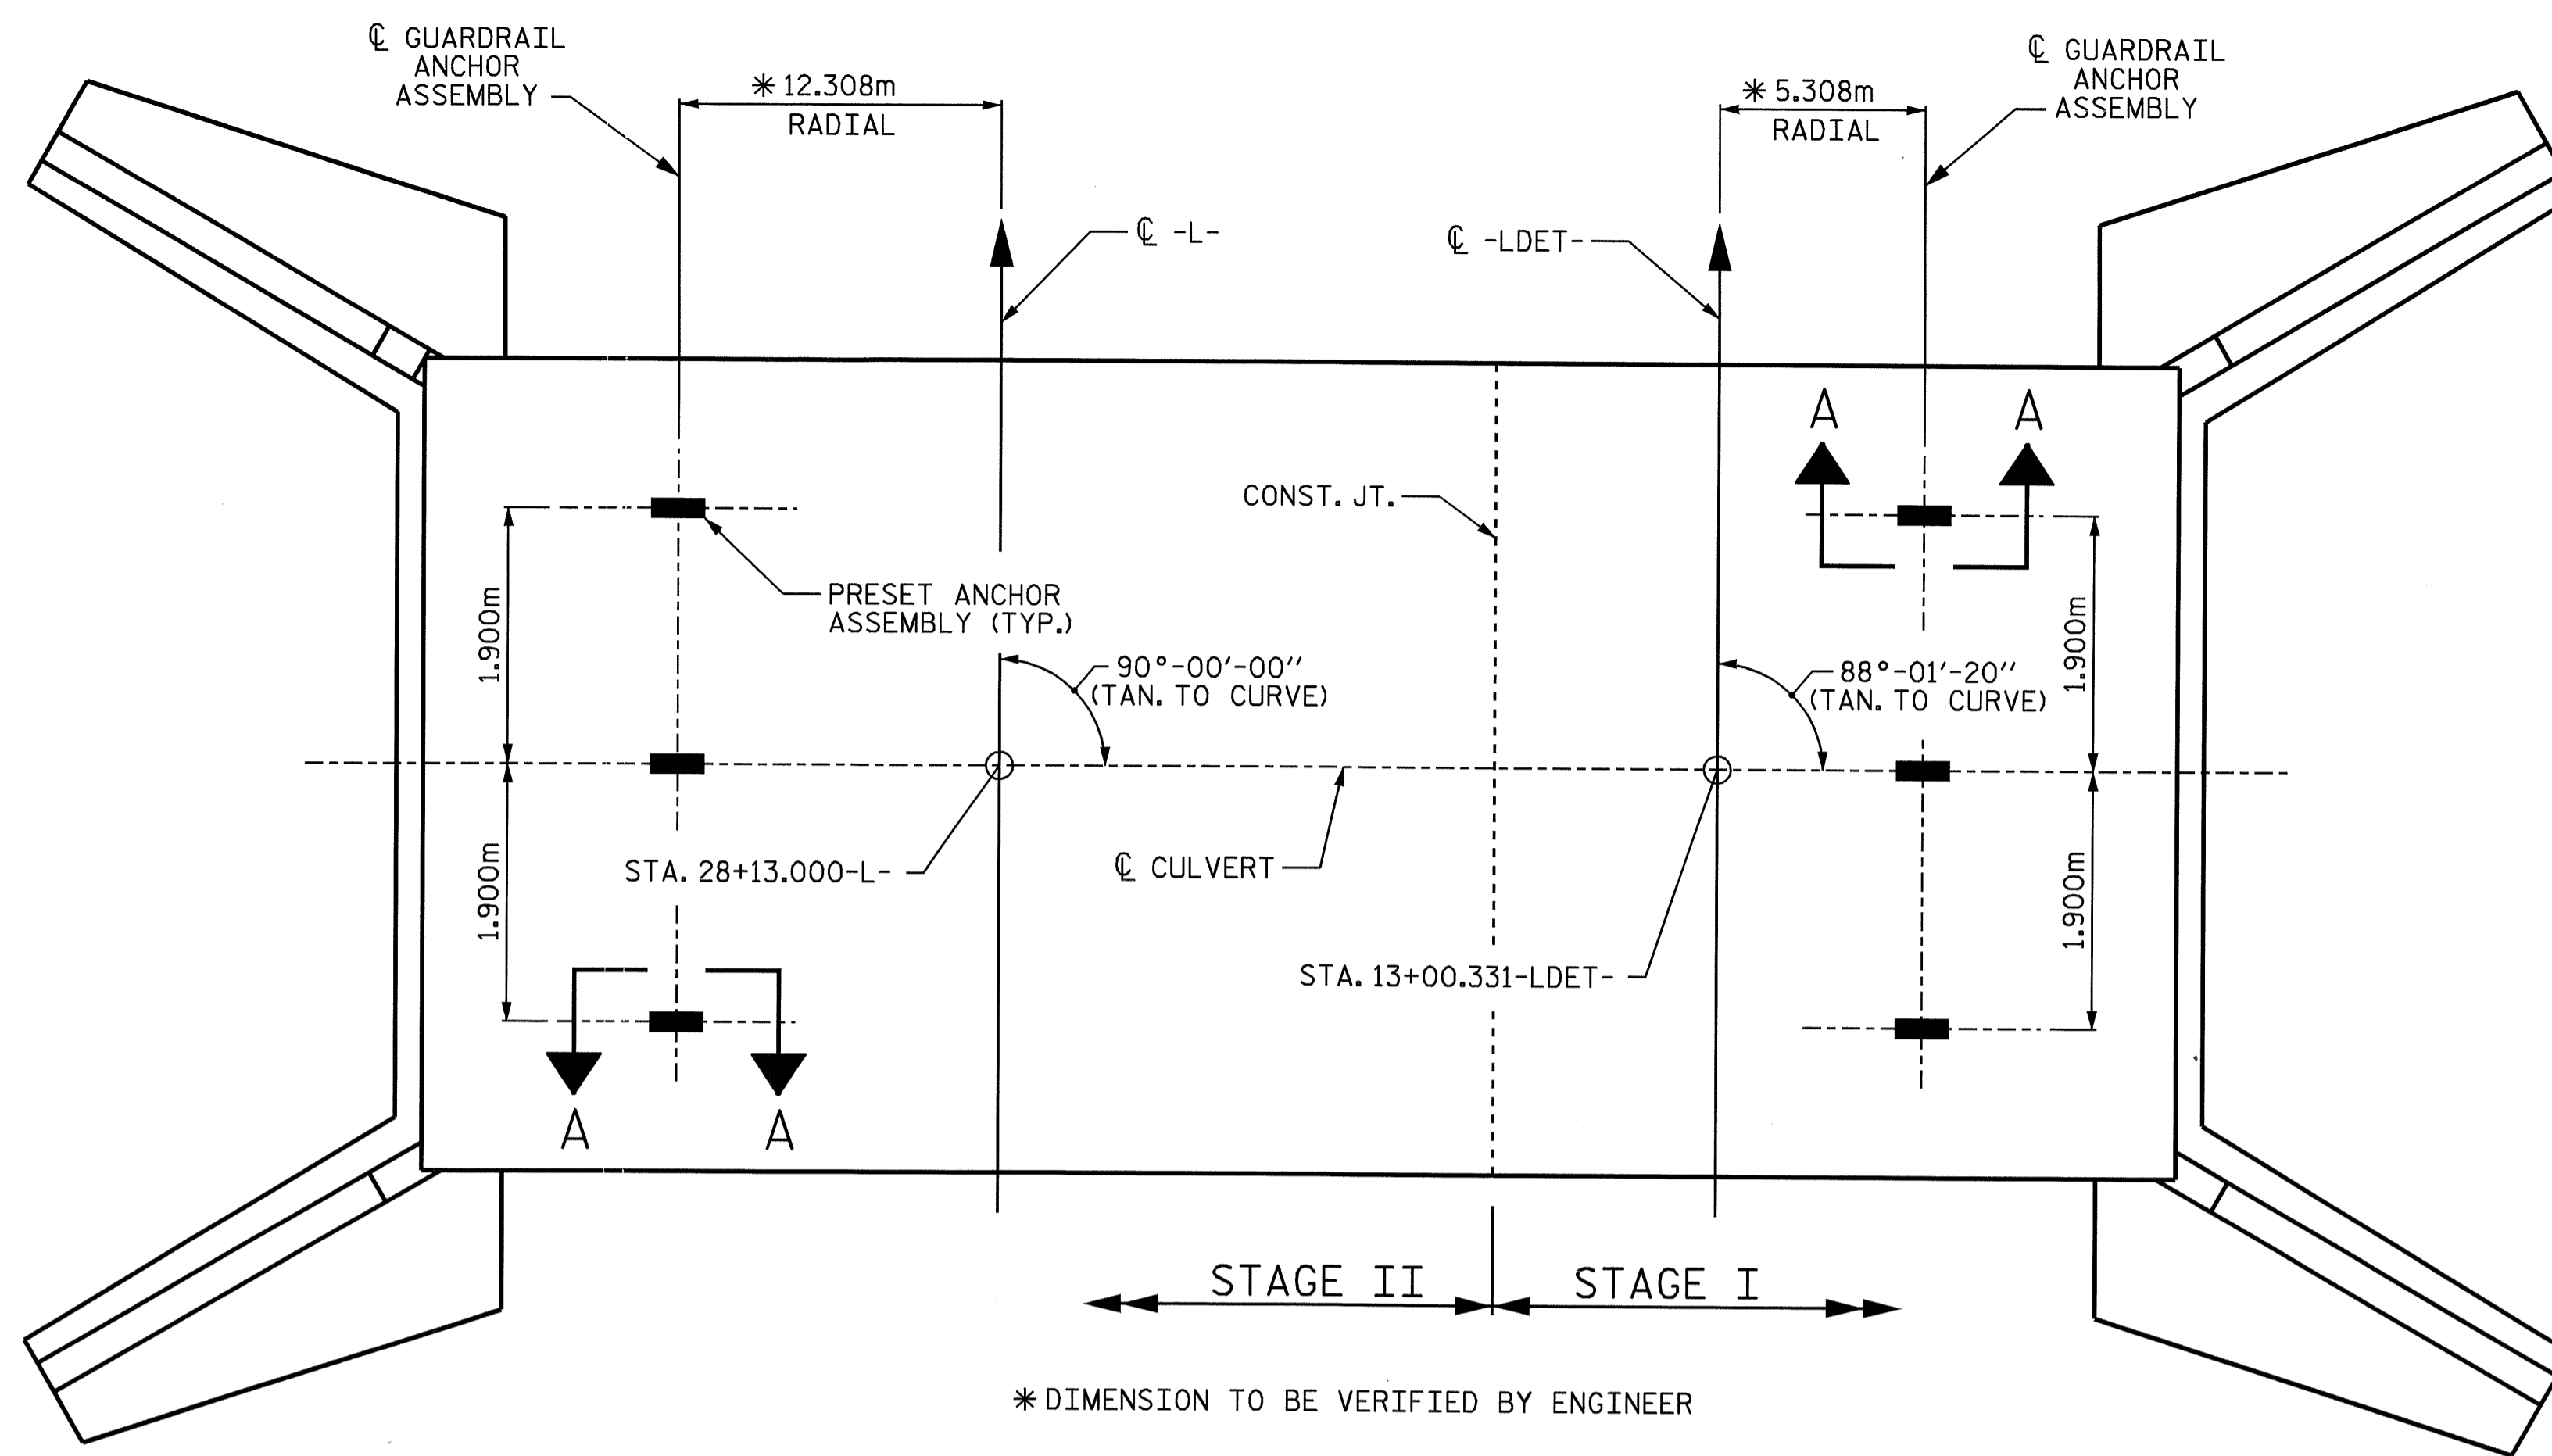 ℄ GUARDRAIL
ANCHOR
ASSEMBLY
* 12.308m
RADIAL
* 5.308m
RADIAL
℄ GUARDRAIL
ANCHOR
ASSEMBLY
℄ -L-
℄ -LDET-
A A
CONST. JT.
PRESET ANCHOR
ASSEMBLY (TYP.)
1.900m
1.900m
90°-00'-00"
(TAN. TO CURVE)
88°-01'-20"
(TAN. TO CURVE)
STA. 28+13.000-L-
℄ CULVERT
1.900m
1.900m
STA. 13+00.331-LDET-
A A
STAGE II STAGE I
* DIMENSION TO BE VERIFIED BY ENGINEER